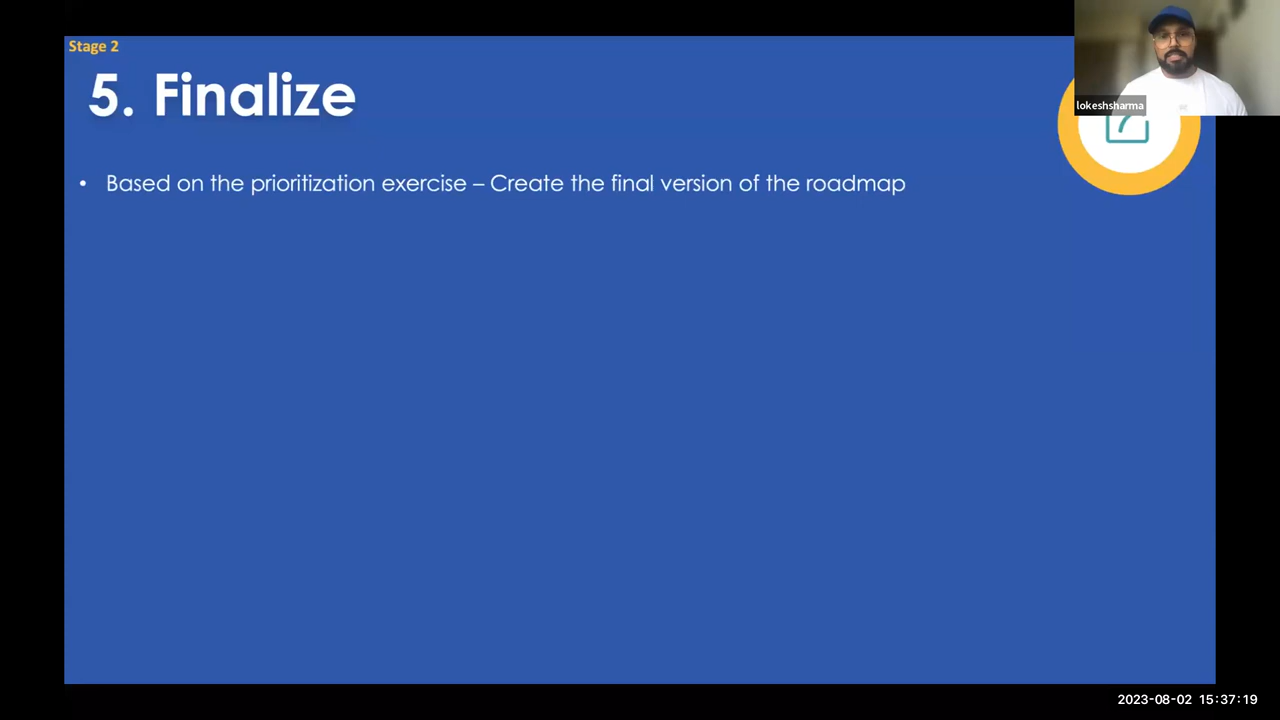 Stage 2
5. Finalize
lokeshsharma
• Based on the prioritization exercise – Create the final version of the roadmap
2023-08-02 15:37:19